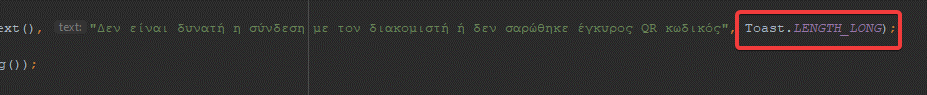 ext(), text: "Δεν είναι δυνατή η σύνδεση με τον διακομιστή ή δεν σαρώθηκε έγκυρος QR κωδικός", Toast.LENGTH_LONG);
g());